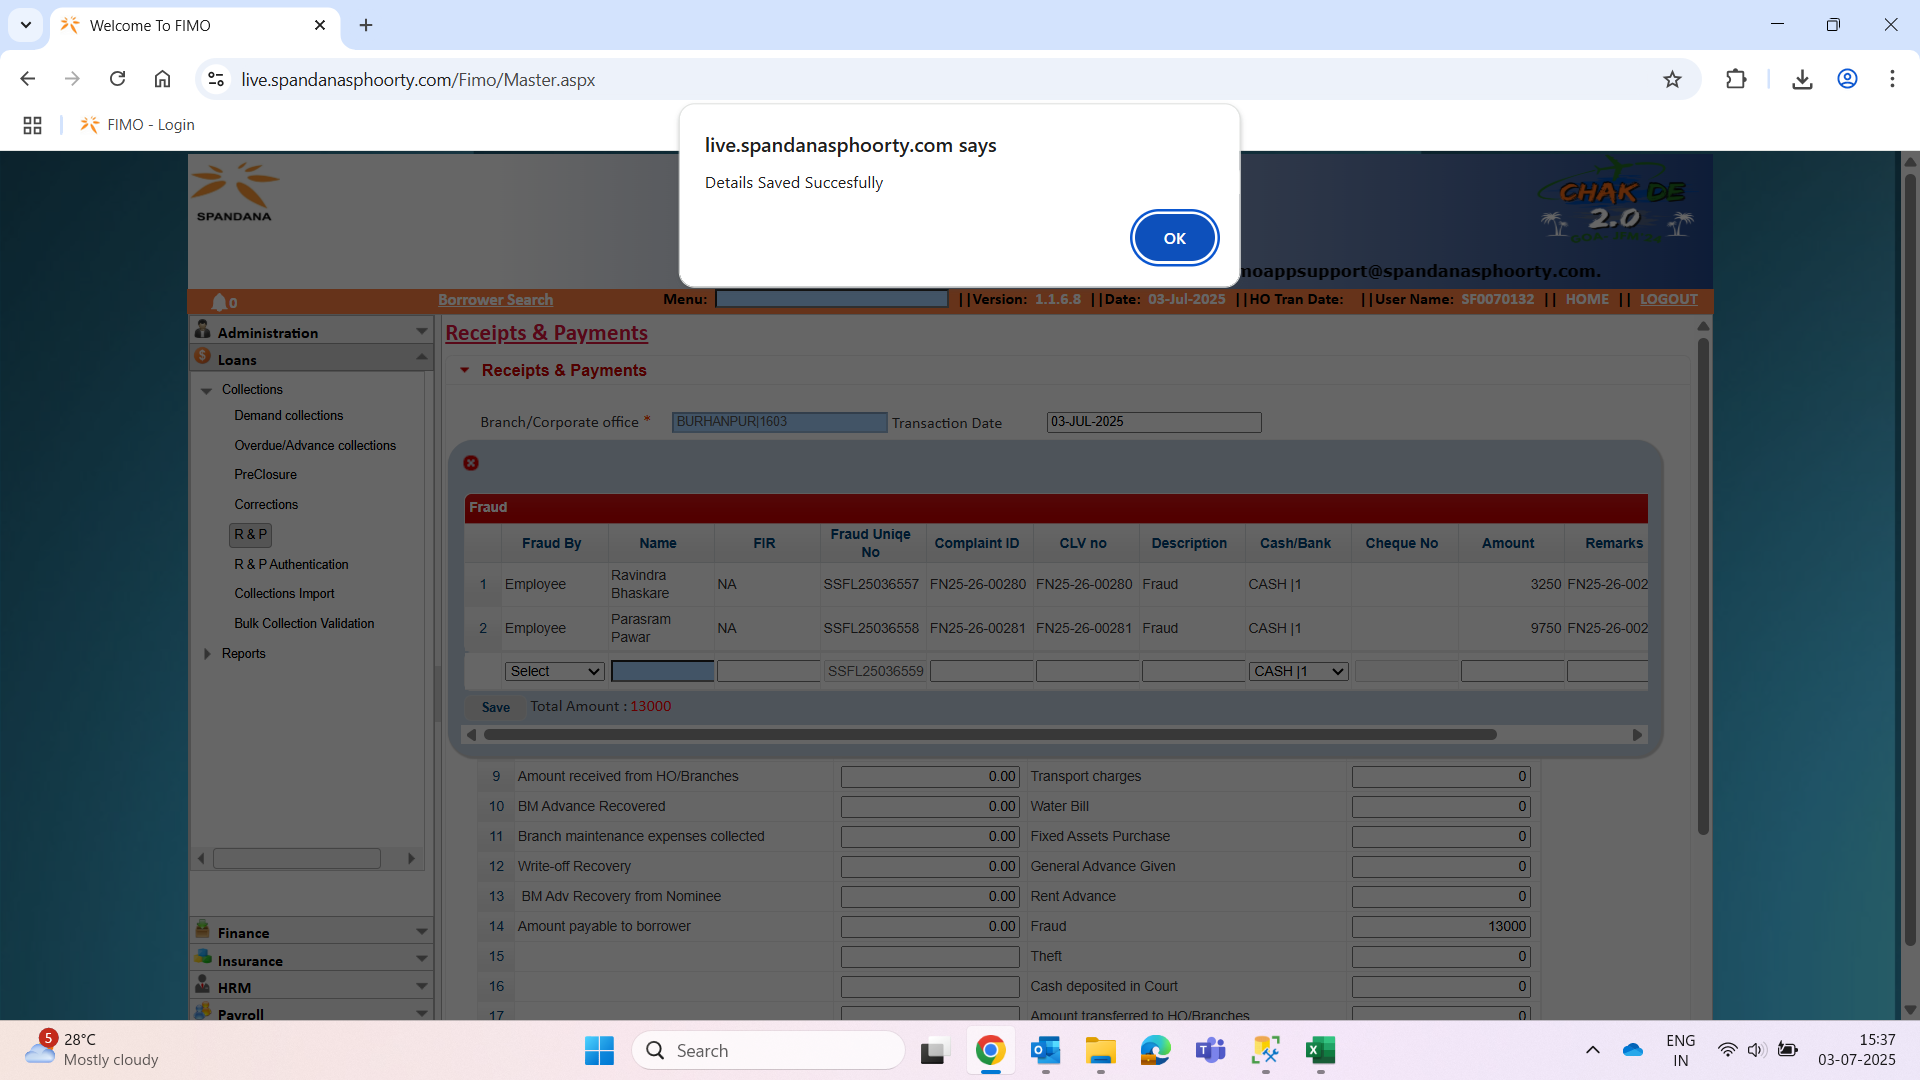 Welcome To FIMO
live.spandanasphoorty.com/Fimo/Master.aspx
FIMO - Login
live.spandanasphoorty.com says
Details Saved Succesfully
OK
SPANDANA
CHAK DE
2.0
moappsupport@spandanasphoorty.com.
0
Borrower Search
Menu:
||Version: 1.1.6.8 ||Date: 03-Jul-2025 ||HO Tran Date: ||User Name: SF0070132 || HOME || LOGOUT
Administration
Loans
Collections
Demand collections
Overdue/Advance collections
PreClosure
Corrections
R & P
R & P Authentication
Collections Import
Bulk Collection Validation
Reports
Finance
Insurance
HRM
Payroll
Receipts & Payments
Receipts & Payments
Branch/Corporate office * BURHANPUR|1603 Transaction Date 03-JUL-2025
Fraud
Fraud By Name FIR Fraud Uniqe No Complaint ID CLV no Description Cash/Bank Cheque No Amount Remarks
1 Employee Ravindra Bhaskare NA SSFL25036557 FN25-26-00280 FN25-26-00280 Fraud CASH |1 3250 FN25-26-002
2 Employee Parasram Pawar NA SSFL25036558 FN25-26-00281 FN25-26-00281 Fraud CASH |1 9750 FN25-26-002
Select SSFL25036559 CASH |1
Save Total Amount : 13000
9 Amount received from HO/Branches 0.00 Transport charges 0
10 BM Advance Recovered 0.00 Water Bill 0
11 Branch maintenance expenses collected 0.00 Fixed Assets Purchase 0
12 Write-off Recovery 0.00 General Advance Given 0
13 BM Adv Recovery from Nominee 0.00 Rent Advance 0
14 Amount payable to borrower 0.00 Fraud 13000
15 Theft 0
16 Cash deposited in Court 0
17 Amount transferred to HO/Branches 0
5
28°C
Mostly cloudy
Search
ENG
IN
15:37
03-07-2025